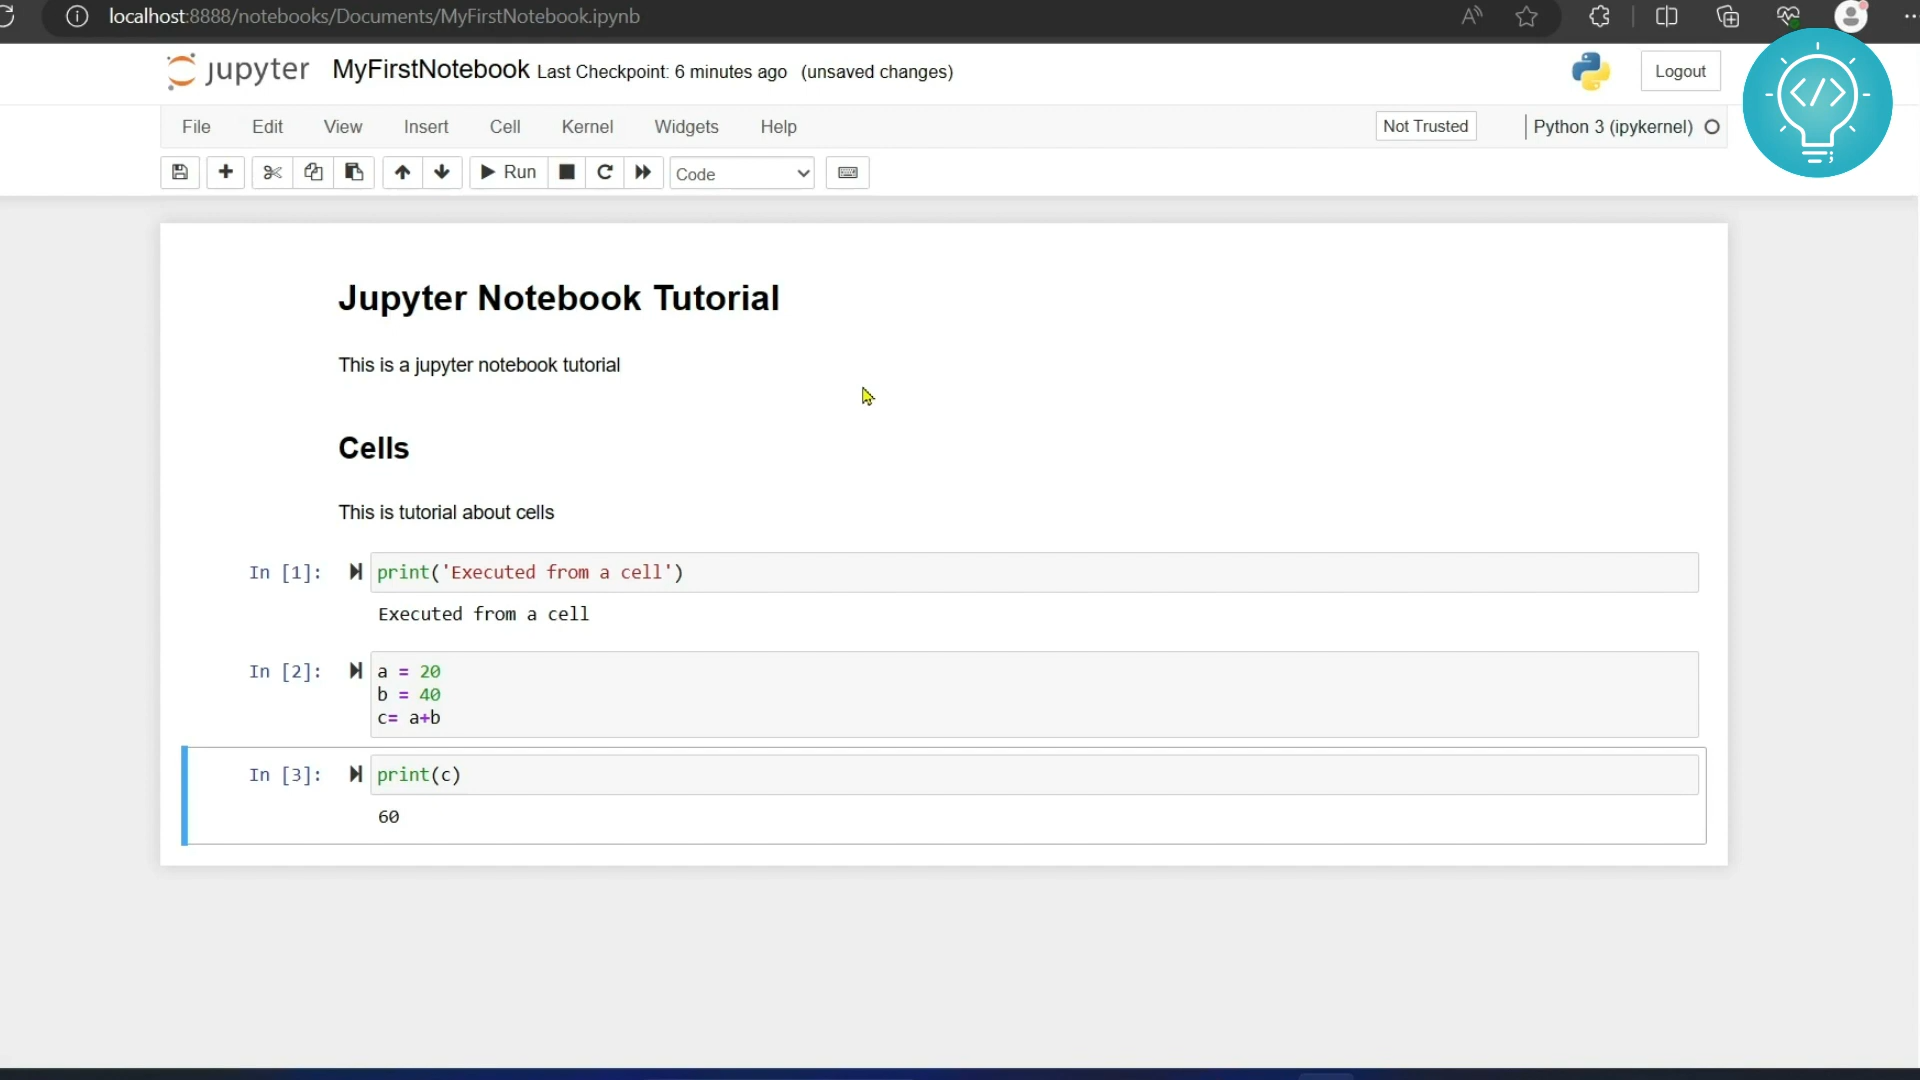 localhost:8888/notebooks/Documents/MyFirstNotebook.ipynb
jupyter MyFirstNotebook Last Checkpoint: 6 minutes ago (unsaved changes)
Logout
</>
File Edit View Insert Cell Kernel Widgets Help
Not Trusted
Python 3 (ipykernel)
Run
Code
Jupyter Notebook Tutorial
This is a jupyter notebook tutorial
Cells
This is tutorial about cells
In [1]: print('Executed from a cell')
Executed from a cell
In [2]: a = 20
b = 40
c= a+b
In [3]: print(c)
60